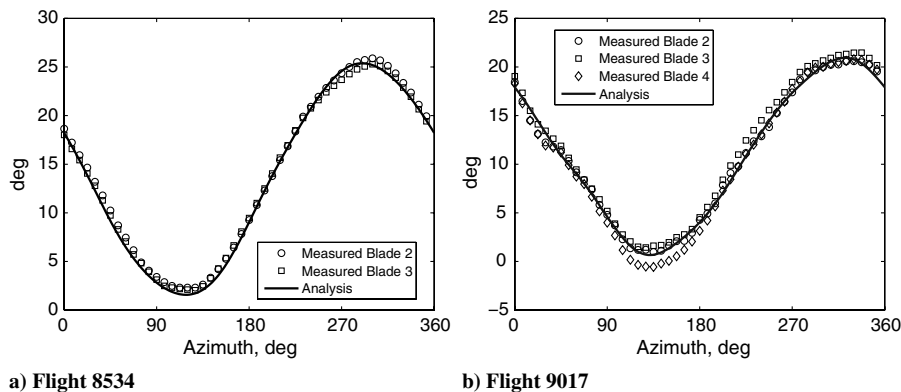 30
25
20
15
10
5
0
deg
0 90 180 270 360
Azimuth, deg
Measured Blade 2
Measured Blade 3
Analysis
a) Flight 8534
25
20
15
10
5
0
−5
deg
0 90 180 270 360
Azimuth, deg
Measured Blade 2
Measured Blade 3
Measured Blade 4
Analysis
b) Flight 9017